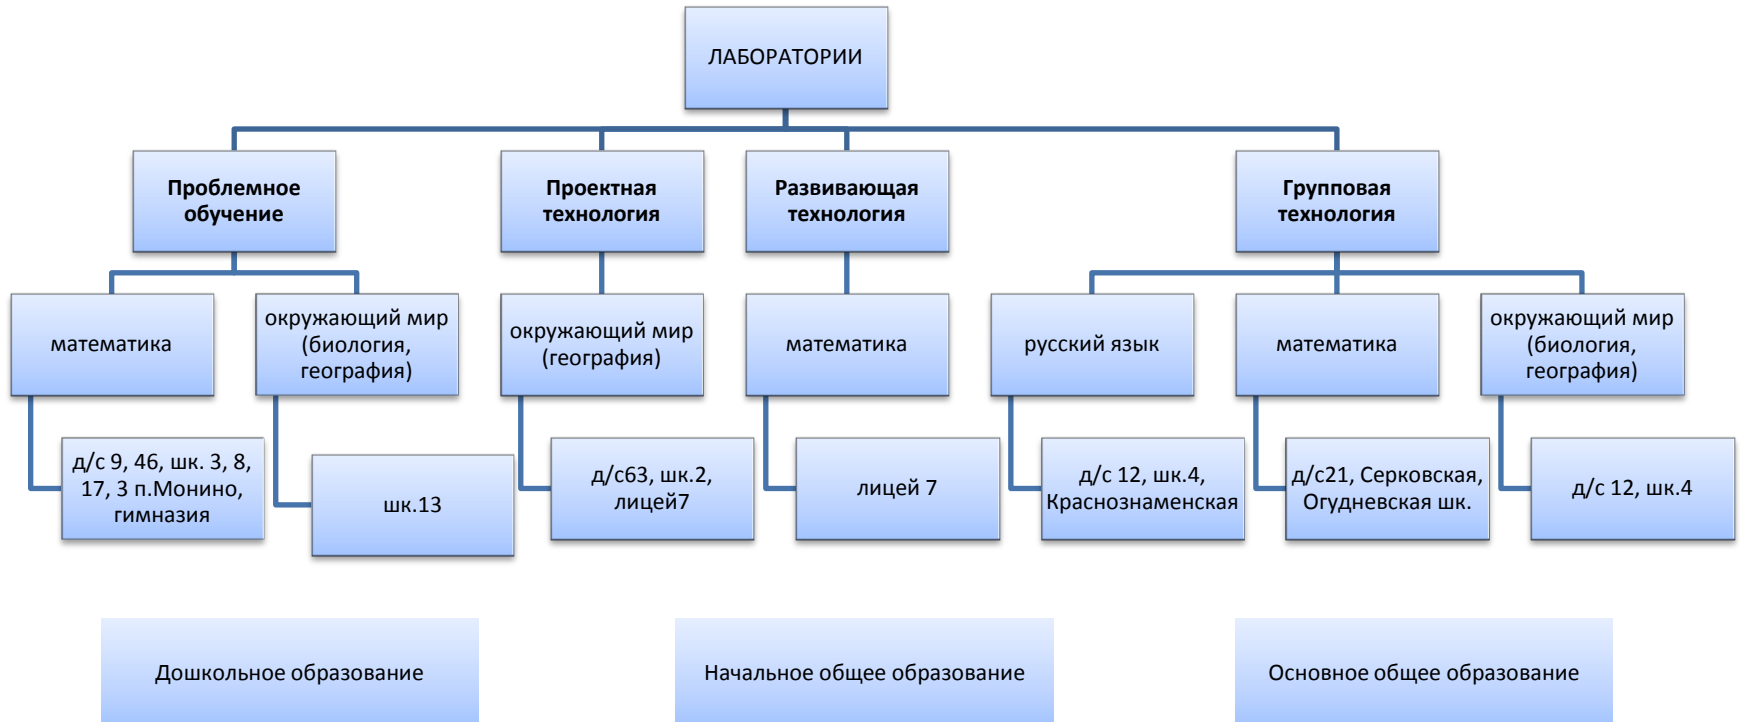 ЛАБОРАТОРИИ
Проблемное
обучение
Проектная
технология
Развивающая
технология
Групповая
технология
математика
окружающий мир
(биология,
география)
окружающий мир
(география)
математика
русский язык
математика
окружающий мир
(биология,
география)
д/с 9, 46, шк. 3, 8,
17, 3 п.Монино,
гимназия
шк.13
д/с63, шк.2,
лицей7
лицей 7
д/с 12, шк.4,
Краснознаменская
д/с21, Серковская,
Огудневская шк.
д/с 12, шк.4
Дошкольное образование
Начальное общее образование
Основное общее образование